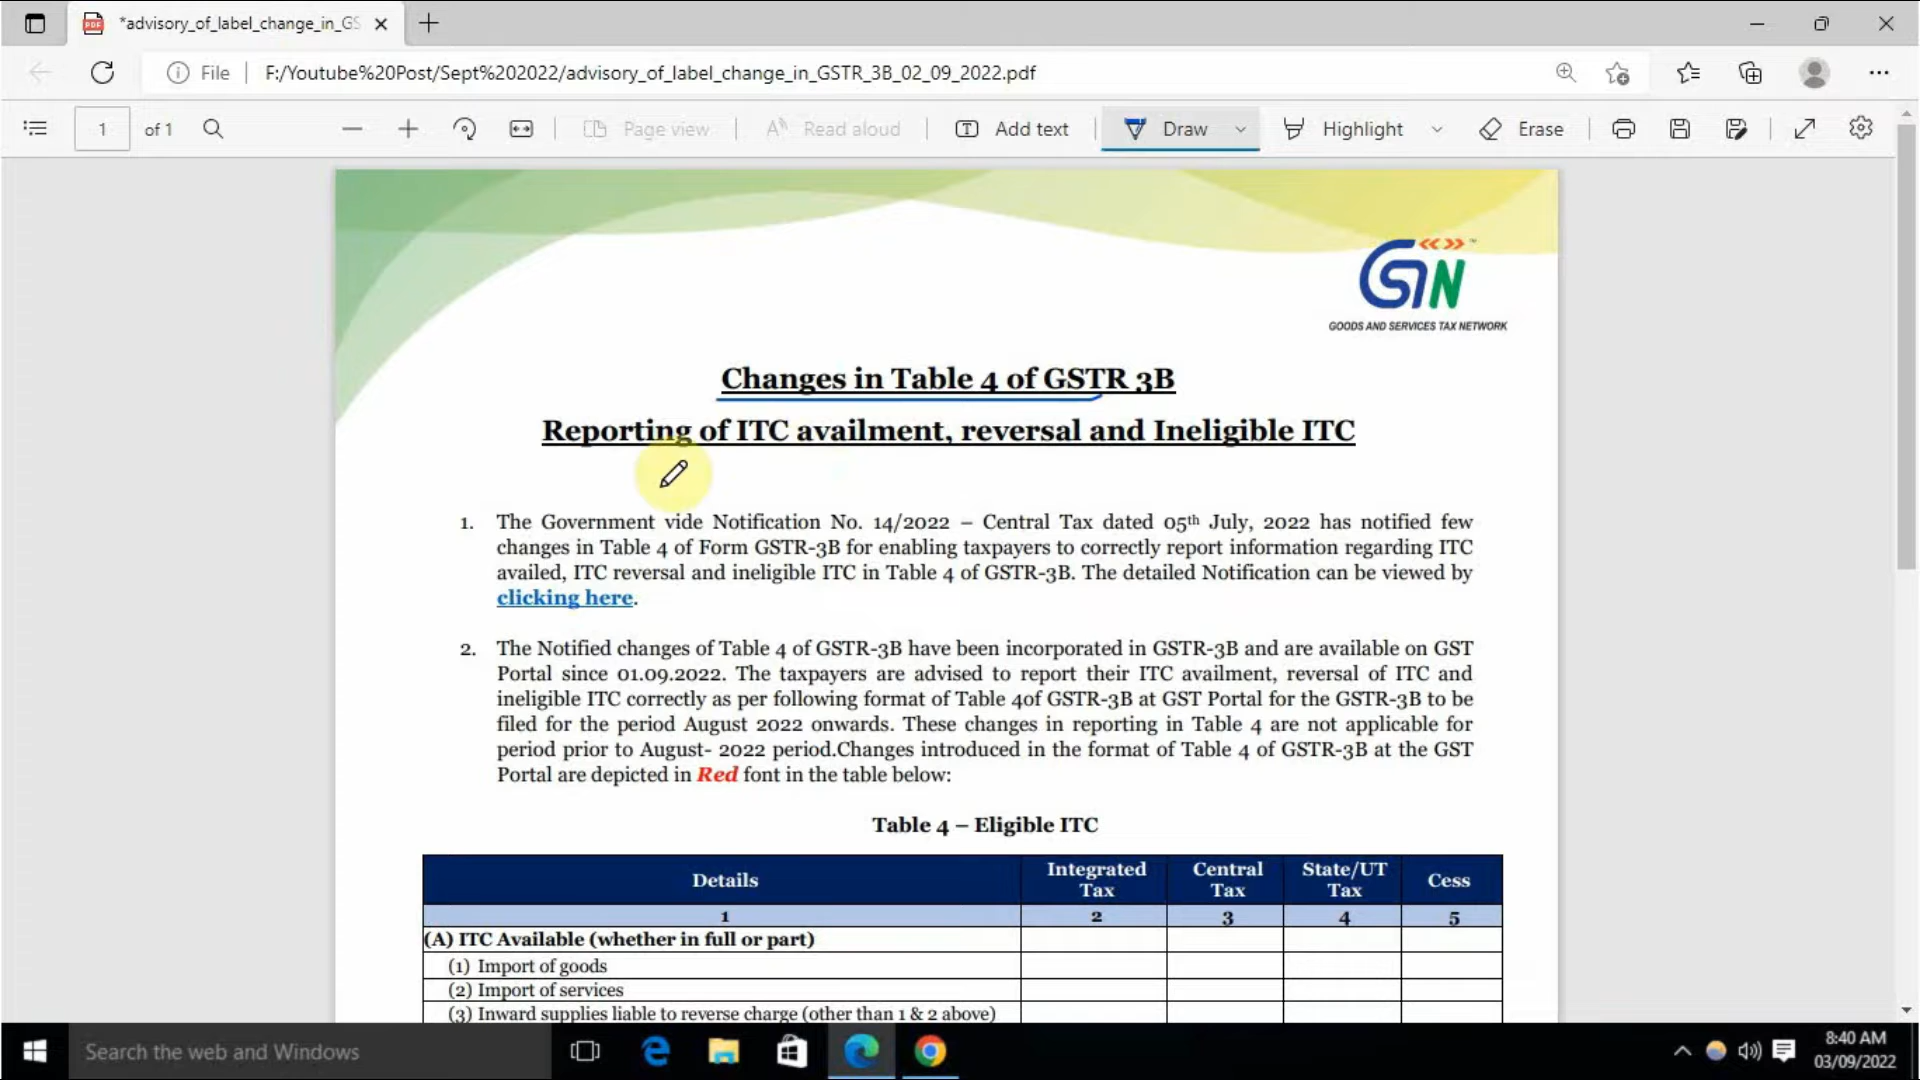 *advisory_of_label_change_in_GS
File
F:/Youtube%20Post/Sept%202022/advisory_of_label_change_in_GSTR_3B_02_09_2022.pdf
1 of 1
Page view
Read aloud
Add text
Draw
Highlight
Erase
GSTN
GOODS AND SERVICES TAX NETWORK
Changes in Table 4 of GSTR 3B
Reporting of ITC availment, reversal and Ineligible ITC
1. The Government vide Notification No. 14/2022 – Central Tax dated 05th July, 2022 has notified few
changes in Table 4 of Form GSTR-3B for enabling taxpayers to correctly report information regarding ITC
availed, ITC reversal and ineligible ITC in Table 4 of GSTR-3B. The detailed Notification can be viewed by
clicking here.
2. The Notified changes of Table 4 of GSTR-3B have been incorporated in GSTR-3B and are available on GST
Portal since 01.09.2022. The taxpayers are advised to report their ITC availment, reversal of ITC and
ineligible ITC correctly as per following format of Table 4of GSTR-3B at GST Portal for the GSTR-3B to be
filed for the period August 2022 onwards. These changes in reporting in Table 4 are not applicable for
period prior to August- 2022 period.Changes introduced in the format of Table 4 of GSTR-3B at the GST
Portal are depicted in Red font in the table below:
Table 4 – Eligible ITC
Details
Integrated
Tax
Central
Tax
State/UT
Tax
Cess
1 2 3 4 5
(A) ITC Available (whether in full or part)
(1) Import of goods
(2) Import of services
(3) Inward supplies liable to reverse charge (other than 1 & 2 above)
Search the web and Windows
8:40 AM
03/09/2022